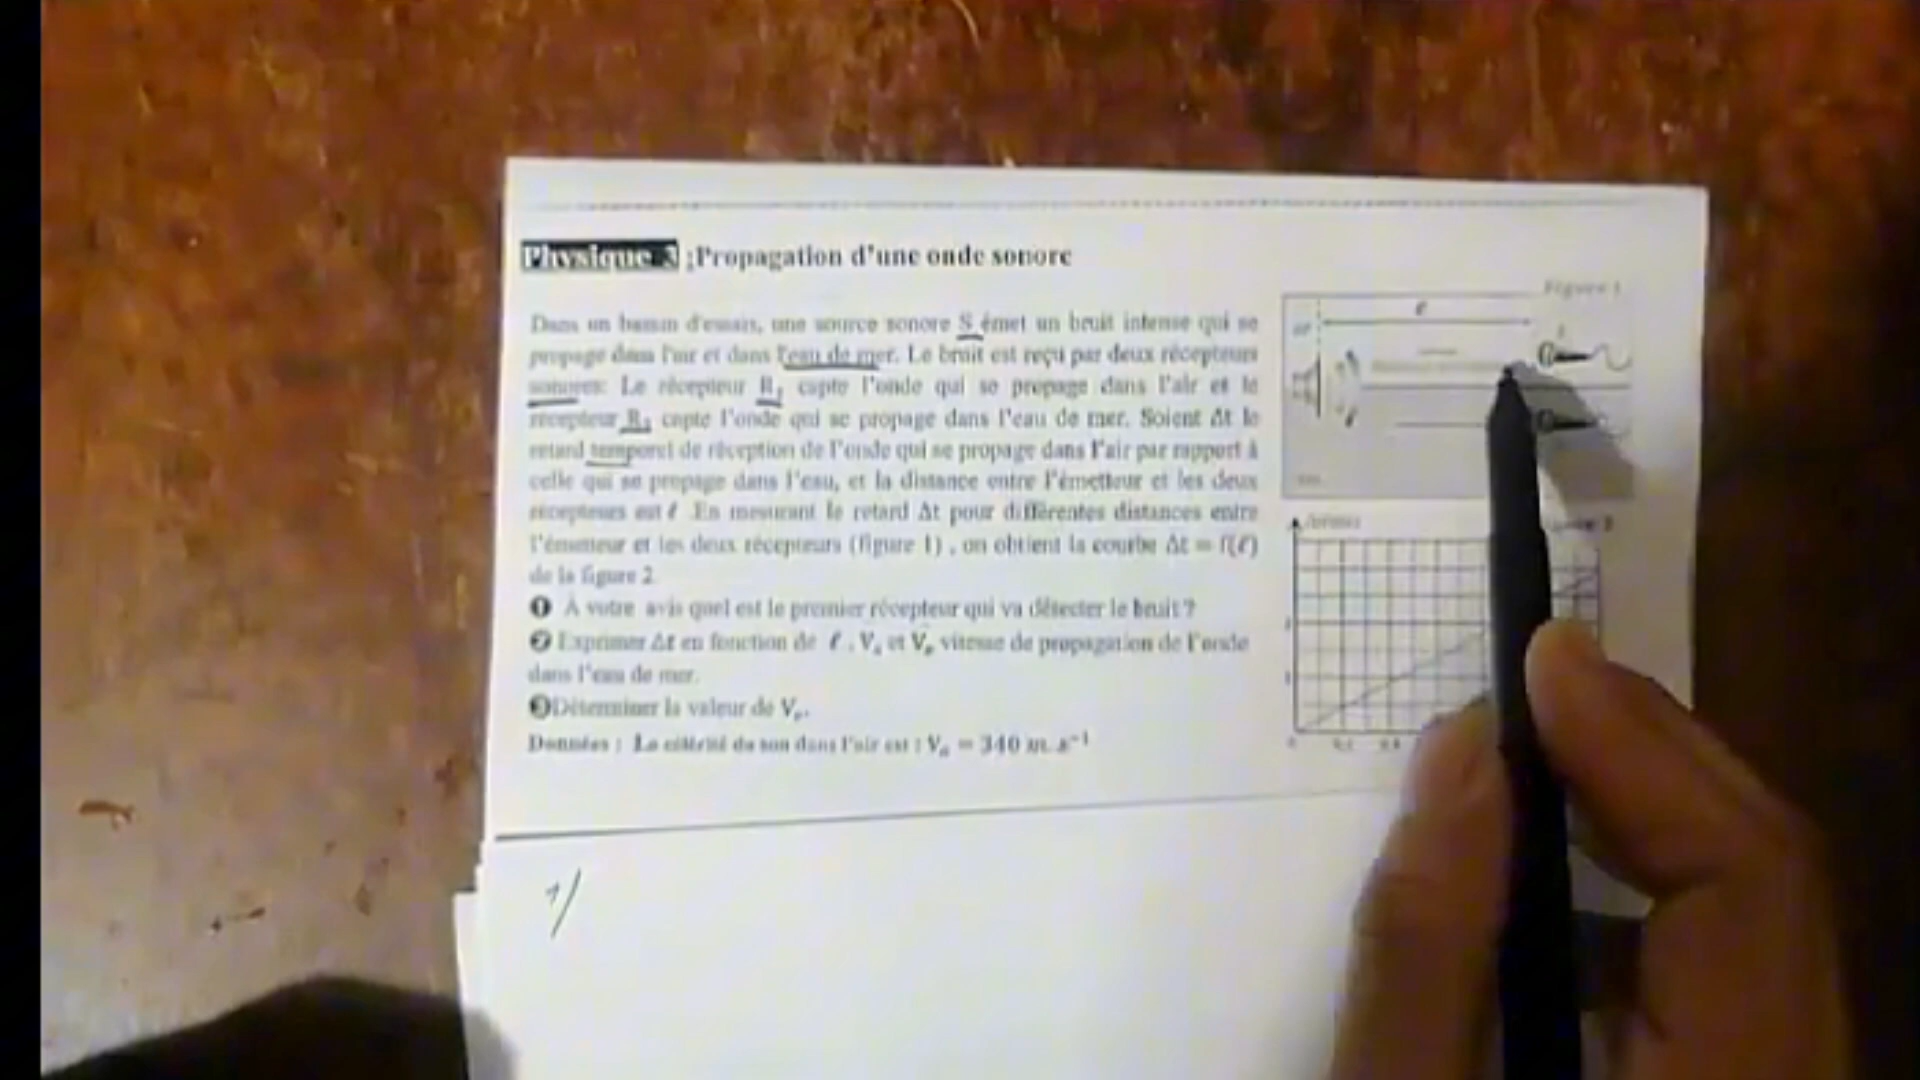 Physique 3 ;Propagation d'une onde sonore
Dans un bassin d'essais, une source sonore S émet un bruit intense qui se
propage dans l'air et dans l'eau de mer. Le bruit est reçu par deux récepteurs
sonores: Le récepteur R₁ capte l'onde qui se propage dans l'air et le
récepteur R₂ capte l'onde qui se propage dans l'eau de mer. Soient Δt le
retard temporel de réception de l'onde qui se propage dans l'air par rapport à
celle qui se propage dans l'eau, et la distance entre l'émetteur et les deux
récepteurs est ℓ. En mesurant le retard Δt pour différentes distances entre
l'émetteur et les deux récepteurs (figure 1) , on obtient la courbe Δt = f(ℓ)
de la figure 2
❶ À votre avis quel est le premier récepteur qui va détecter le bruit ?
❷ Exprimer Δt en fonction de ℓ , Vₐ et Vₑ vitesse de propagation de l'onde
dans l'eau de mer.
❸Déterminer la valeur de Vₑ.
Données : La célérité du son dans l'air est : Vₐ = 340 m. s⁻¹
Figure 1
ℓ
1/